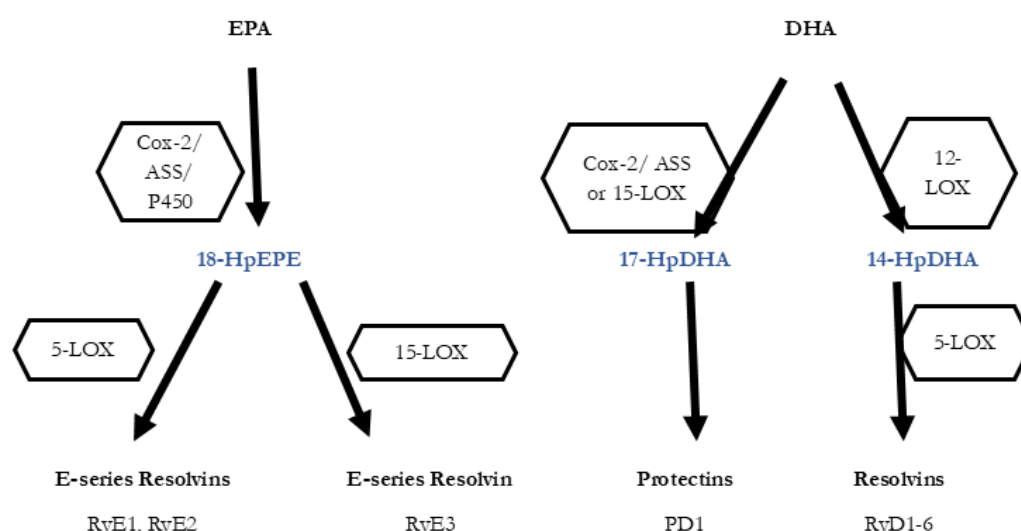 EPA
DHA
Cox-2/
ASS/
P450
Cox-2/ ASS
or 15-LOX
12-
LOX
18-HpEPE
17-HpDHA
14-HpDHA
5-LOX
15-LOX
5-LOX
E-series Resolvins
E-series Resolvin
Protectins
Resolvins
RvE1, RvE2
RvE3
PD1
RvD1-6